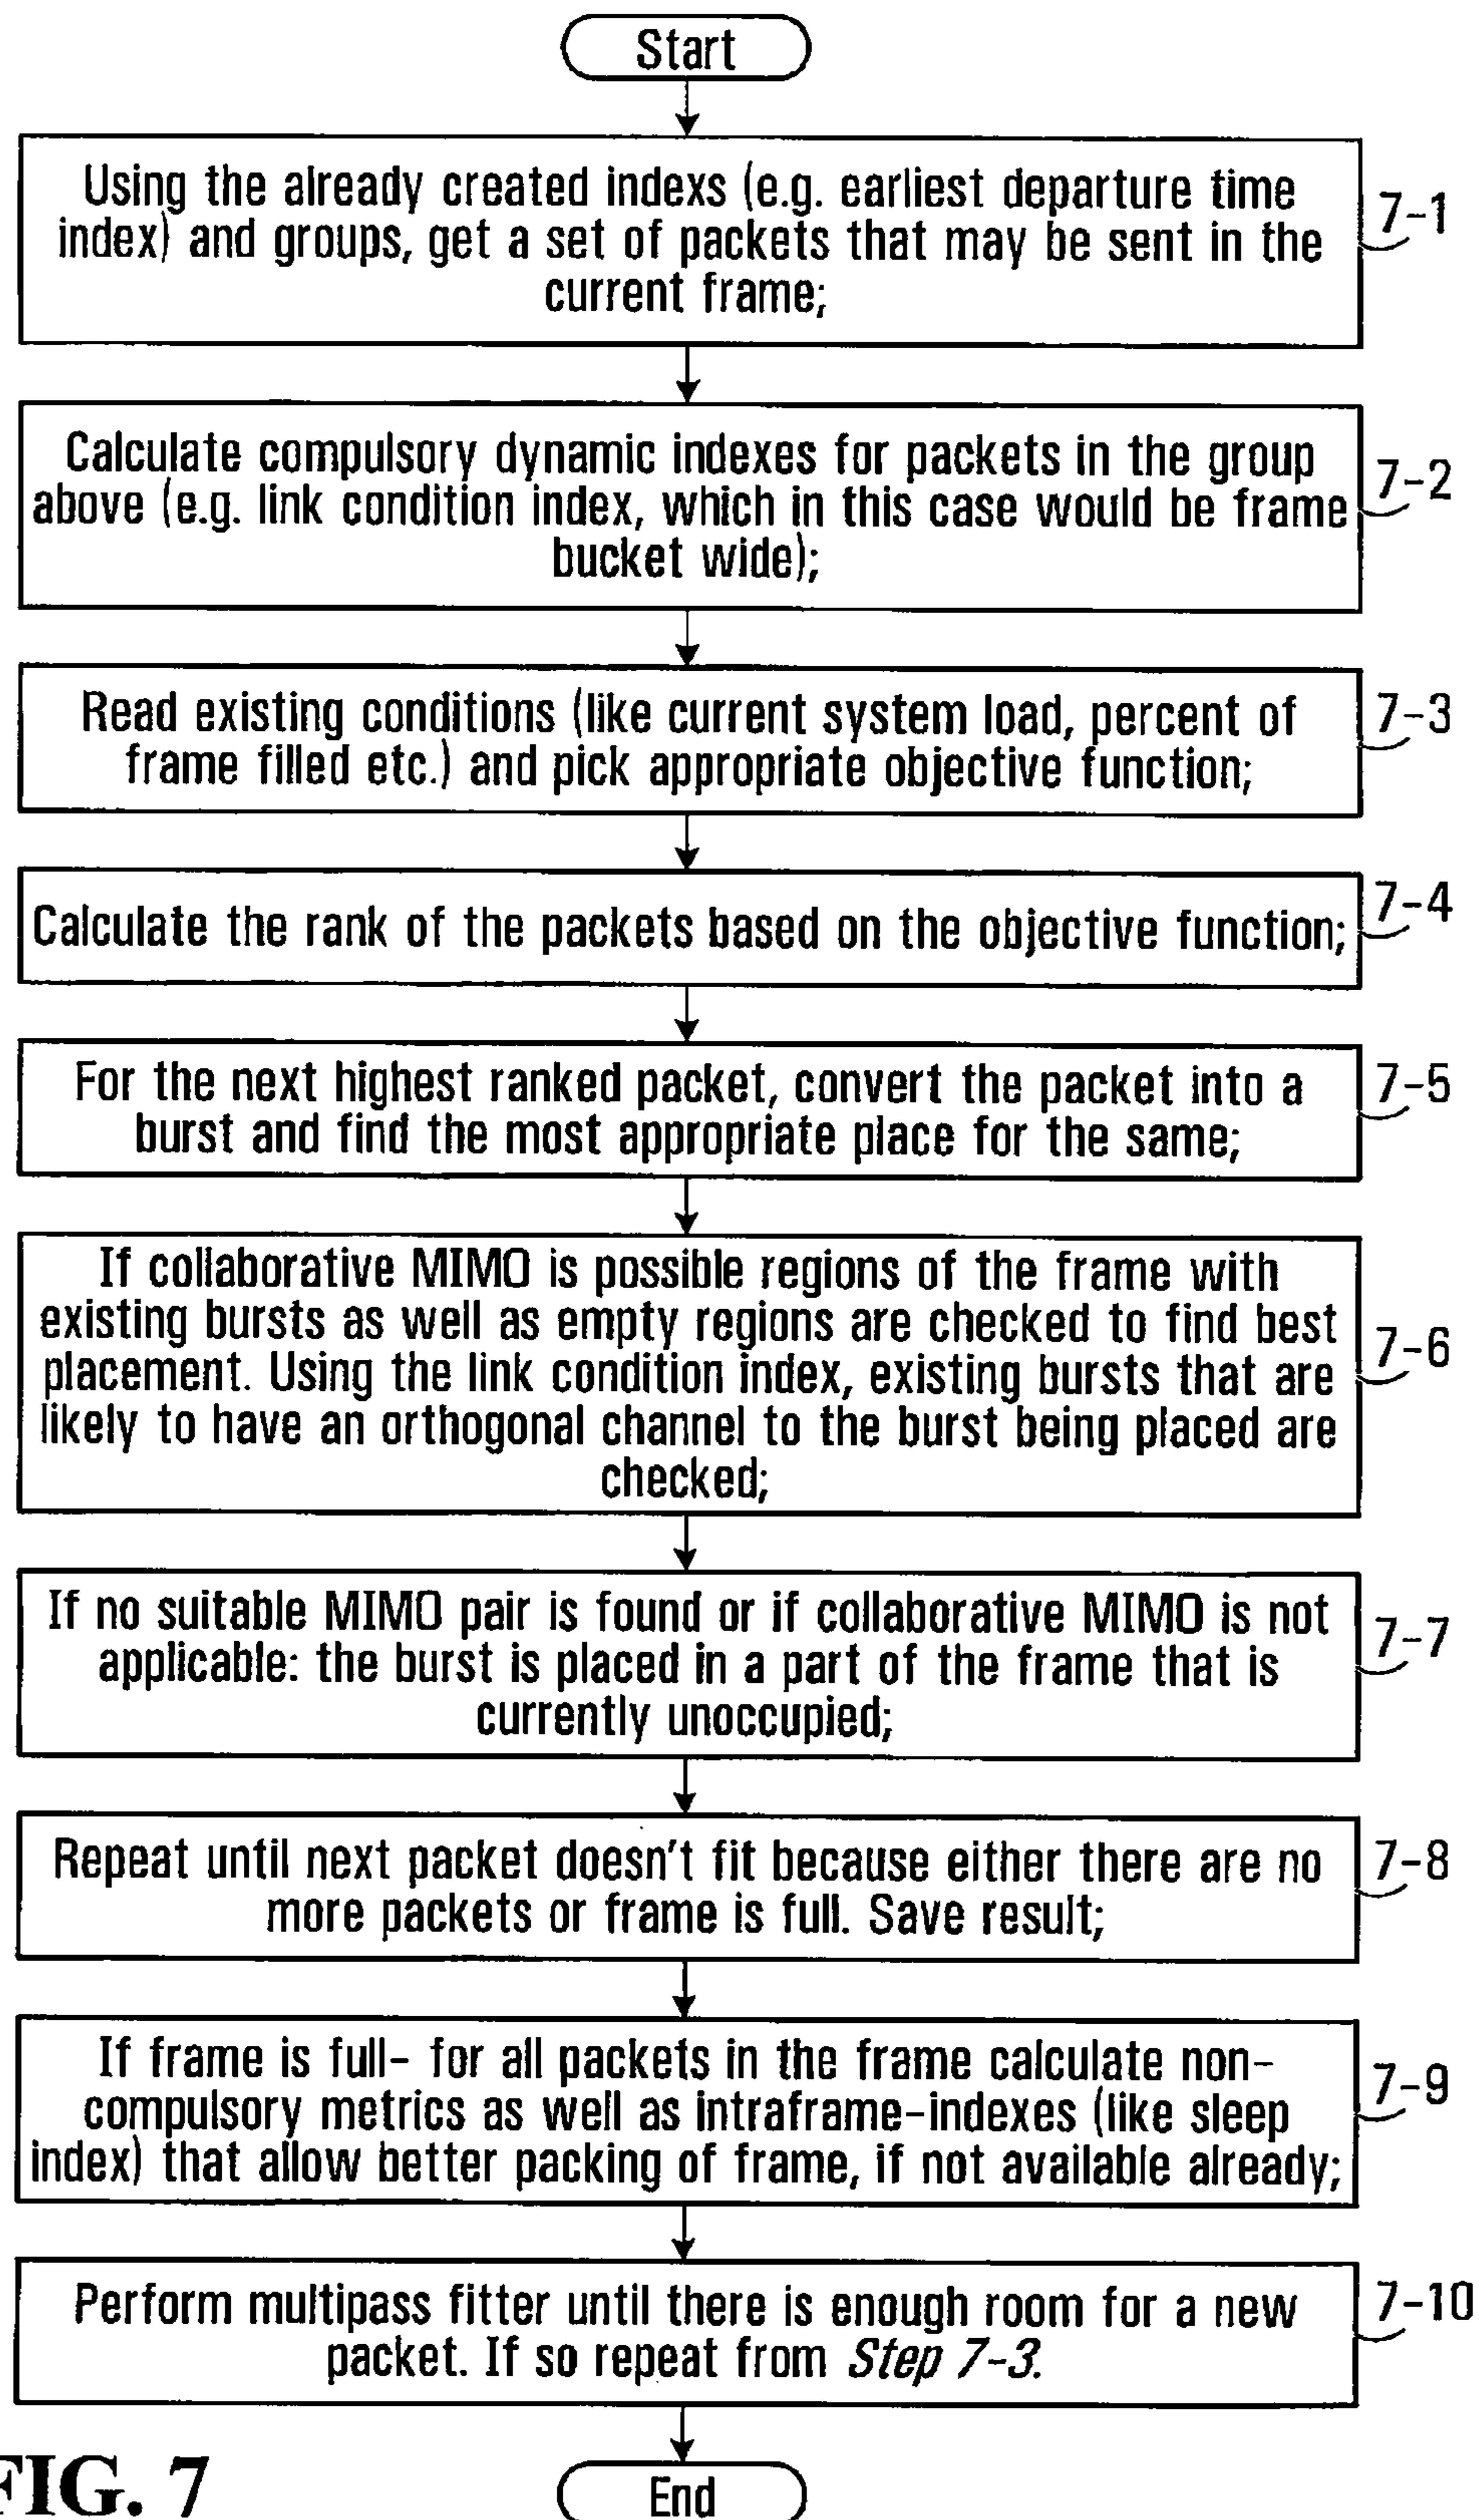 Start
Using the already created indexs (e.g. earliest departure time
index) and groups, get a set of packets that may be sent in the
current frame;
7-1
Calculate compulsory dynamic indexes for packets in the group
above (e.g. link condition index, which in this case would be frame
bucket wide);
7-2
Read existing conditions (like current system load, percent of
frame filled etc.) and pick appropriate objective function;
7-3
Calculate the rank of the packets based on the objective function;
7-4
For the next highest ranked packet, convert the packet into a
burst and find the most appropriate place for the same;
7-5
If collaborative MIMO is possible regions of the frame with
existing bursts as well as empty regions are checked to find best
placement. Using the link condition index, existing bursts that are
likely to have an orthogonal channel to the burst being placed are
checked;
7-6
If no suitable MIMO pair is found or if collaborative MIMO is not
applicable: the burst is placed in a part of the frame that is
currently unoccupied;
7-7
Repeat until next packet doesn't fit because either there are no
more packets or frame is full. Save result;
7-8
If frame is full- for all packets in the frame calculate non-
compulsory metrics as well as intraframe-indexes (like sleep
index) that allow better packing of frame, if not available already;
7-9
Perform multipass fitter until there is enough room for a new
packet. If so repeat from Step 7-3.
7-10
End
FIG. 7